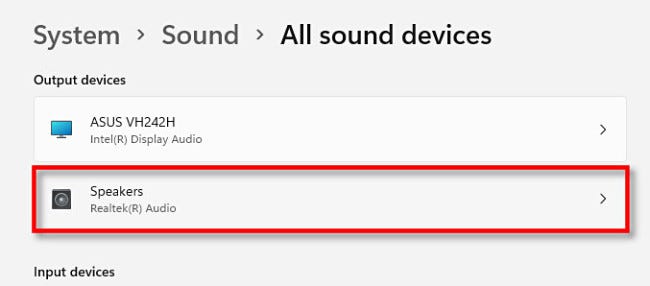 System > Sound > All sound devices
Output devices
ASUS VH242H
Intel(R) Display Audio
Speakers
Realtek(R) Audio
Input devices